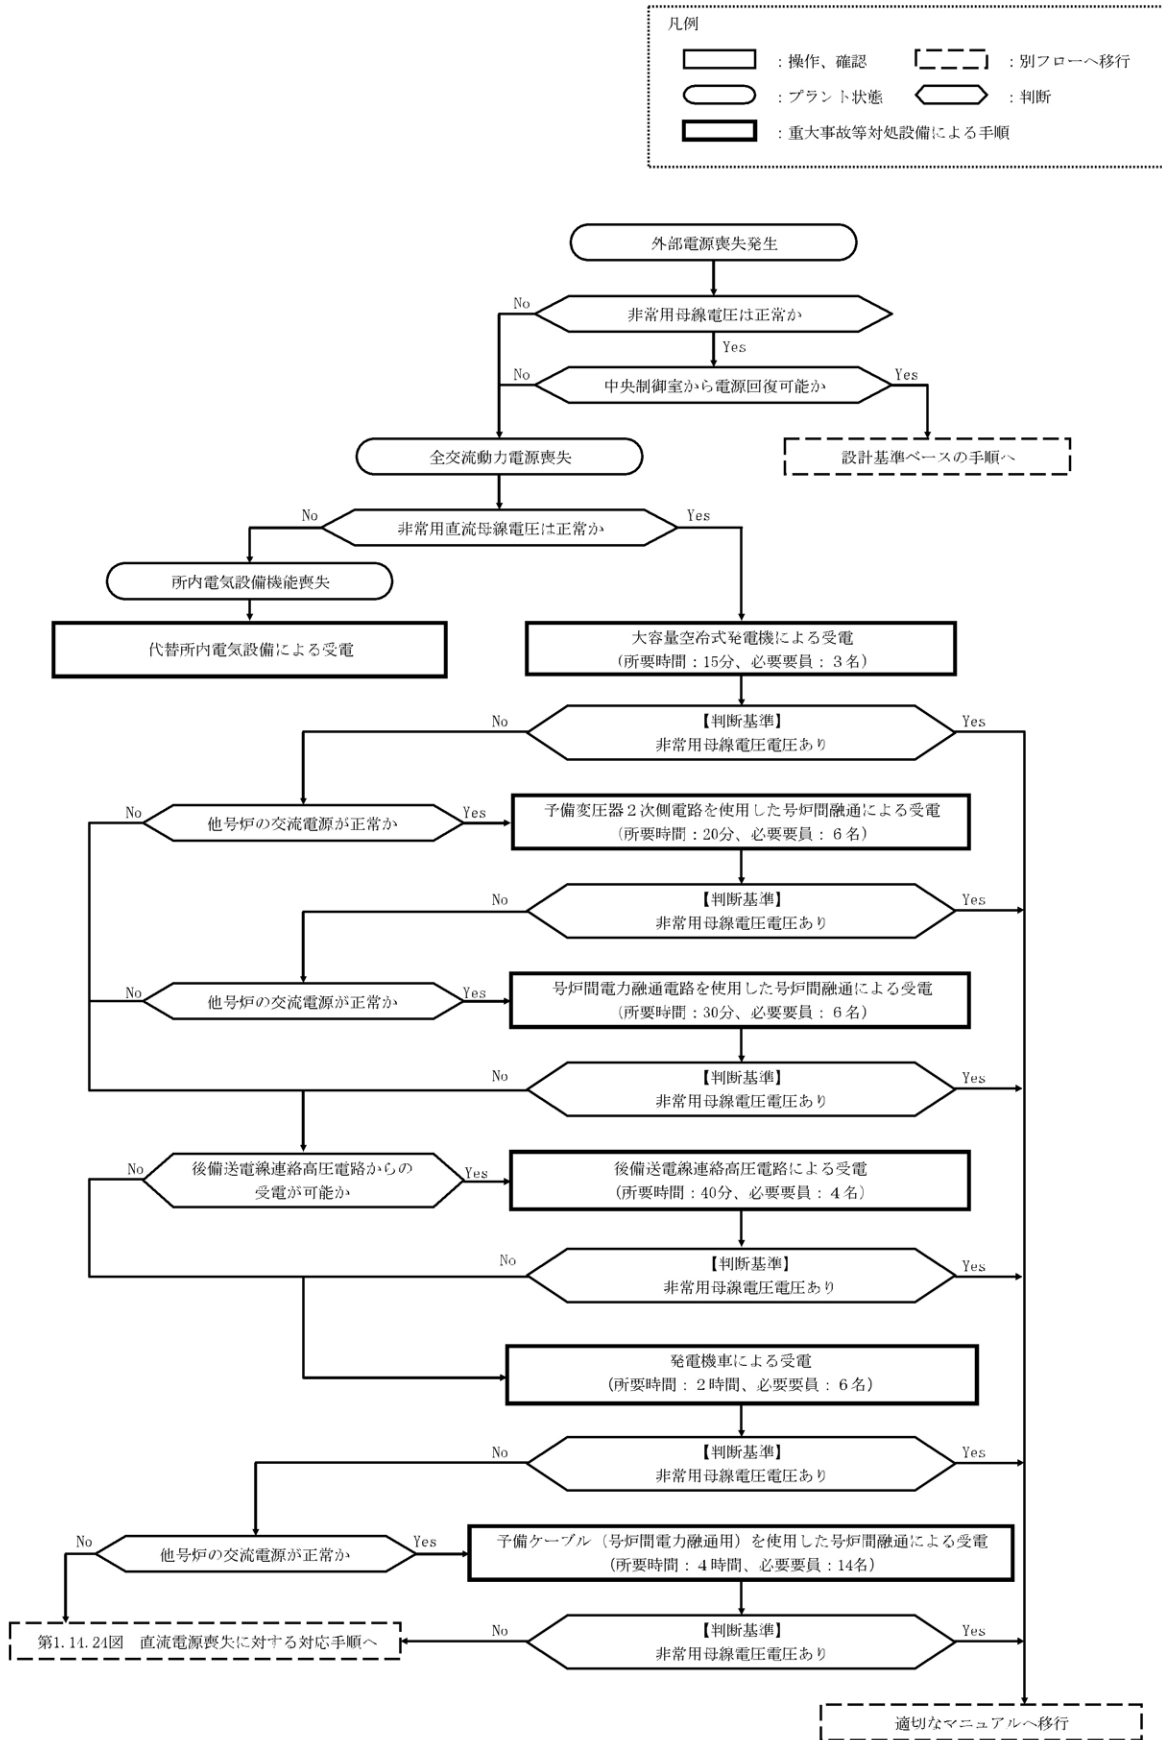 凡例
：操作、確認
：別フローへ移行
：プラント状態
：判断
：重大事故等対処設備による手順
外部電源喪失発生
No
非常用母線電圧は正常か
Yes
No
中央制御室から電源回復可能か
Yes
全交流動力電源喪失
設計基準ベースの手順へ
No
非常用直流母線電圧は正常か
Yes
所内電気設備機能喪失
代替所内電気設備による受電
大容量空冷式発電機による受電
(所要時間：15分、必要要員：３名)
No
【判断基準】
非常用母線電圧電圧あり
Yes
No
他号炉の交流電源が正常か
Yes
予備変圧器２次側電路を使用した号炉間融通による受電
(所要時間：20分、必要要員：６名)
No
【判断基準】
非常用母線電圧電圧あり
Yes
No
他号炉の交流電源が正常か
Yes
号炉間電力融通電路を使用した号炉間融通による受電
(所要時間：30分、必要要員：６名)
No
【判断基準】
非常用母線電圧電圧あり
Yes
No
後備送電線連絡高圧電路からの
受電が可能か
Yes
後備送電線連絡高圧電路による受電
(所要時間：40分、必要要員：４名)
No
【判断基準】
非常用母線電圧電圧あり
Yes
発電機車による受電
(所要時間：２時間、必要要員：６名)
No
【判断基準】
非常用母線電圧電圧あり
Yes
No
他号炉の交流電源が正常か
Yes
予備ケーブル（号炉間電力融通用）を使用した号炉間融通による受電
(所要時間：４時間、必要要員：14名)
第1.14.24図　直流電源喪失に対する対応手順へ
No
【判断基準】
非常用母線電圧電圧あり
Yes
適切なマニュアルへ移行